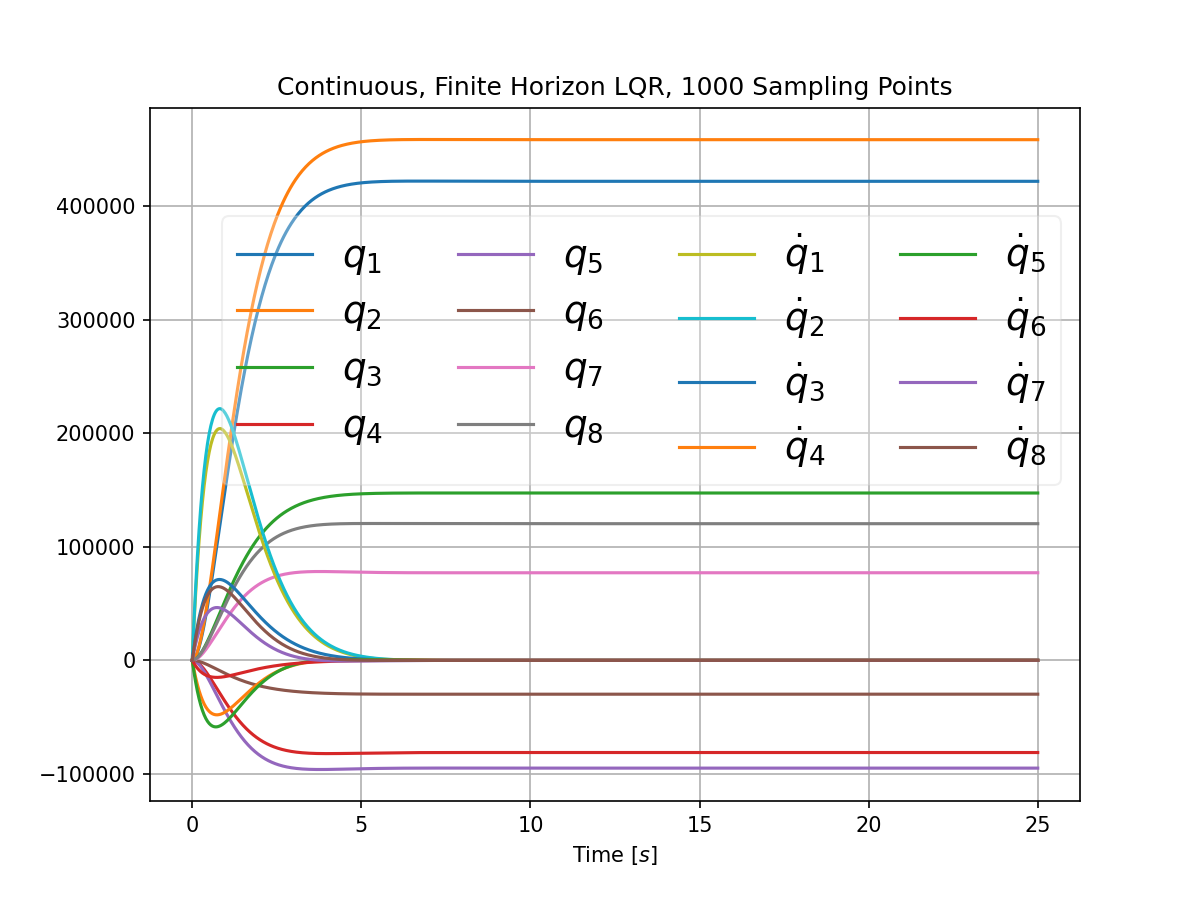 Continuous, Finite Horizon LQR, 1000 Sampling Points
400000
300000
200000
100000
0
−100000
q₁ q₅ q̇₁ q̇₅
q₂ q₆ q̇₂ q̇₆
q₃ q₇ q̇₃ q̇₇
q₄ q₈ q̇₄ q̇₈
0 5 10 15 20 25
Time [s]